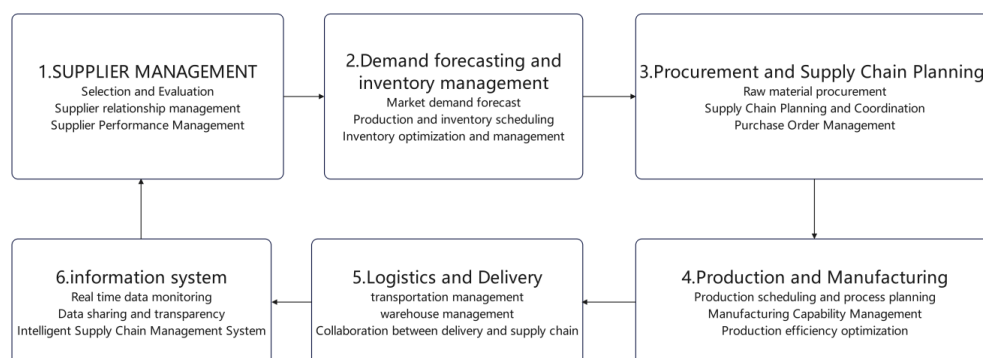 1.SUPPLIER MANAGEMENT
Selection and Evaluation
Supplier relationship management
Supplier Performance Management
2.Demand forecasting and
inventory management
Market demand forecast
Production and inventory scheduling
Inventory optimization and management
3.Procurement and Supply Chain Planning
Raw material procurement
Supply Chain Planning and Coordination
Purchase Order Management
4.Production and Manufacturing
Production scheduling and process planning
Manufacturing Capability Management
Production efficiency optimization
5.Logistics and Delivery
transportation management
warehouse management
Collaboration between delivery and supply chain
6.information system
Real time data monitoring
Data sharing and transparency
Intelligent Supply Chain Management System